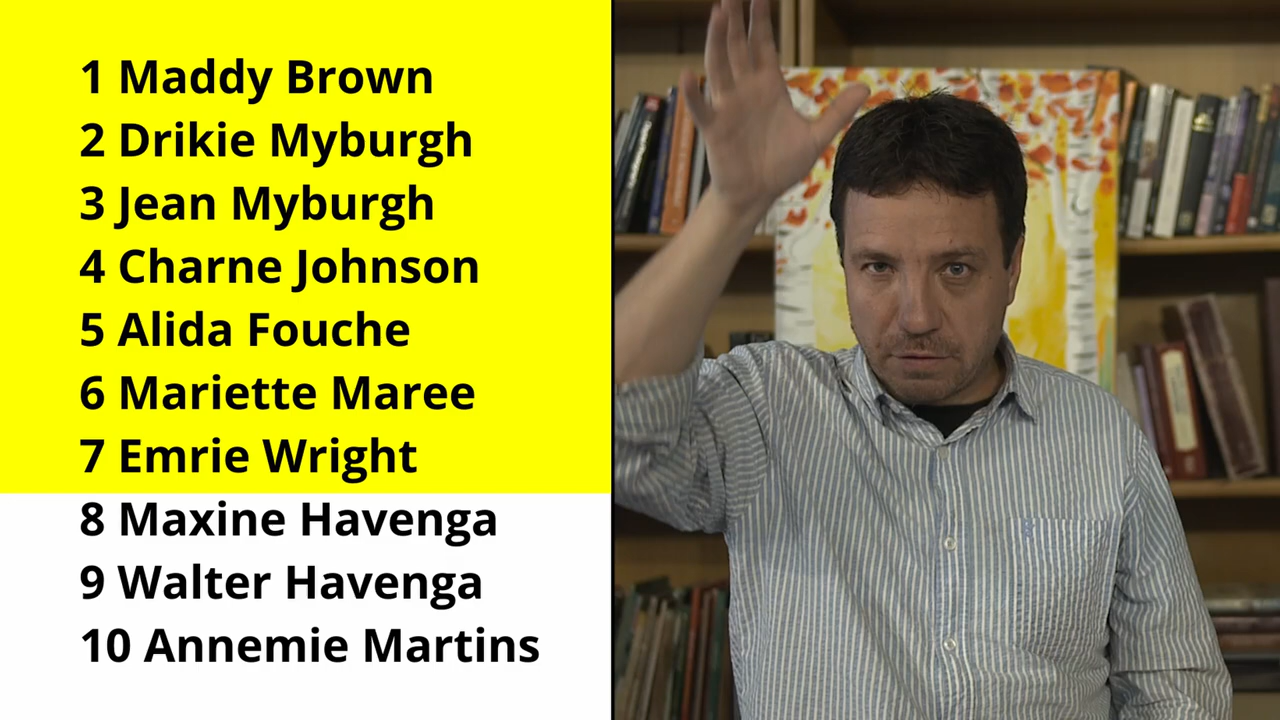 1 Maddy Brown
2 Drikie Myburgh
3 Jean Myburgh
4 Charne Johnson
5 Alida Fouche
6 Mariette Maree
7 Emrie Wright
8 Maxine Havenga
9 Walter Havenga
10 Annemie Martins